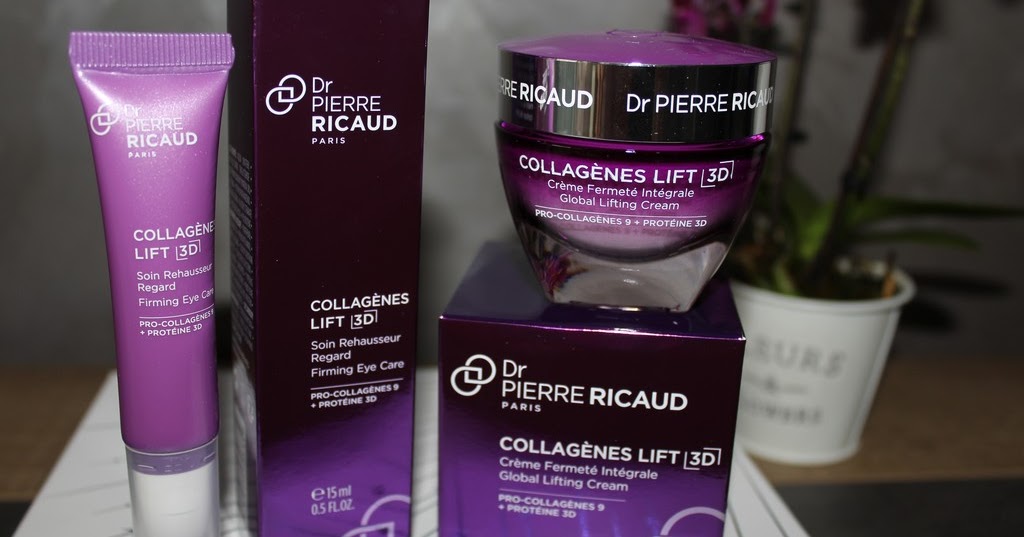 Dr
PIERRE
RICAUD
PARIS
COLLAGÈNE
LIFT 3D
Soin Rehausseur
Regard
Firming Eye Care
PRO-COLLAGÈNES 9
+ PROTÉINE 3D
Dr
PIERRE
RICAUD
PARIS
COLLAGÈNES
LIFT 3D
Soin Rehausseur
Regard
Firming Eye Care
PRO-COLLAGÈNES 9
+ PROTÉINE 3D
e 15 ml
0.5 FL.OZ.
RRE RICAUD Dr PIERRE RICAUD
COLLAGÈNES LIFT 3D
Crème Fermeté Intégrale
Global Lifting Cream
PRO-COLLAGÈNES 9 + PROTÉINE 3D
Dr
PIERRE RICAUD
PARIS
COLLAGÈNES LIFT 3D
Crème Fermeté Intégrale
Global Lifting Cream
PRO-COLLAGÈNES 9
+ PROTÉINE 3D